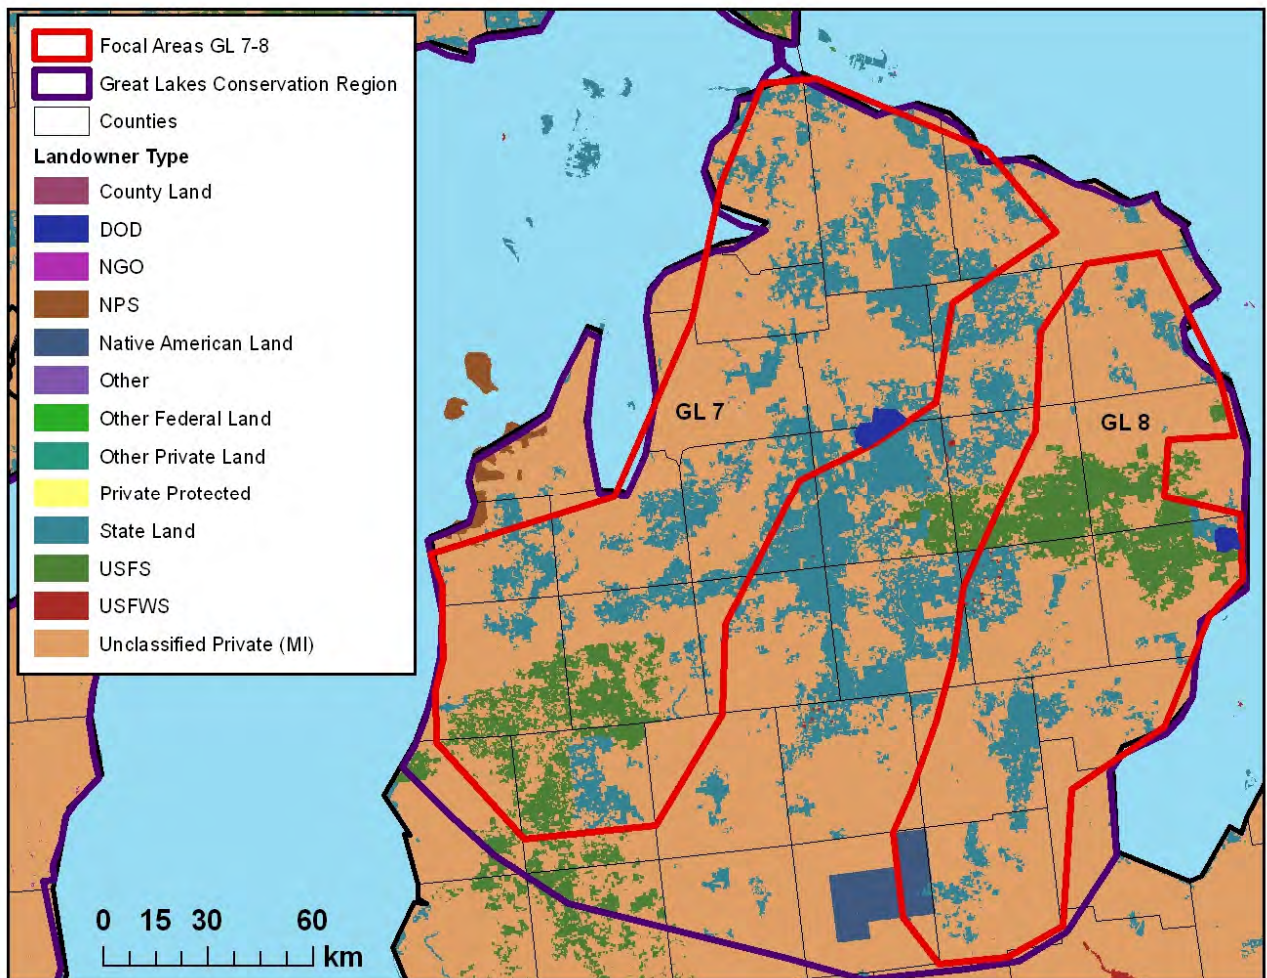 Focal Areas GL 7-8
Great Lakes Conservation Region
Counties
Landowner Type
County Land
DOD
NGO
NPS
Native American Land
Other
Other Federal Land
Other Private Land
Private Protected
State Land
USFS
USFWS
Unclassified Private (MI)
GL 7
GL 8
0 15 30 60
km